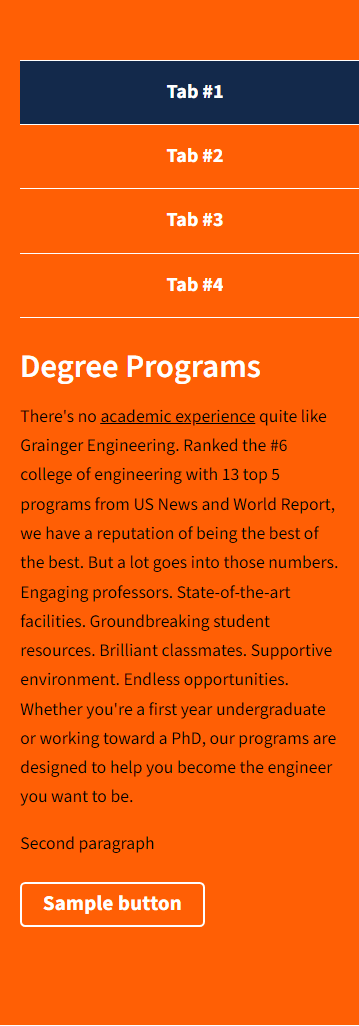 Tab #1
Tab #2
Tab #3
Tab #4
Degree Programs
There's no academic experience quite like
Grainger Engineering. Ranked the #6
college of engineering with 13 top 5
programs from US News and World Report,
we have a reputation of being the best of
the best. But a lot goes into those numbers.
Engaging professors. State-of-the-art
facilities. Groundbreaking student
resources. Brilliant classmates. Supportive
environment. Endless opportunities.
Whether you're a first year undergraduate
or working toward a PhD, our programs are
designed to help you become the engineer
you want to be.
Second paragraph
Sample button